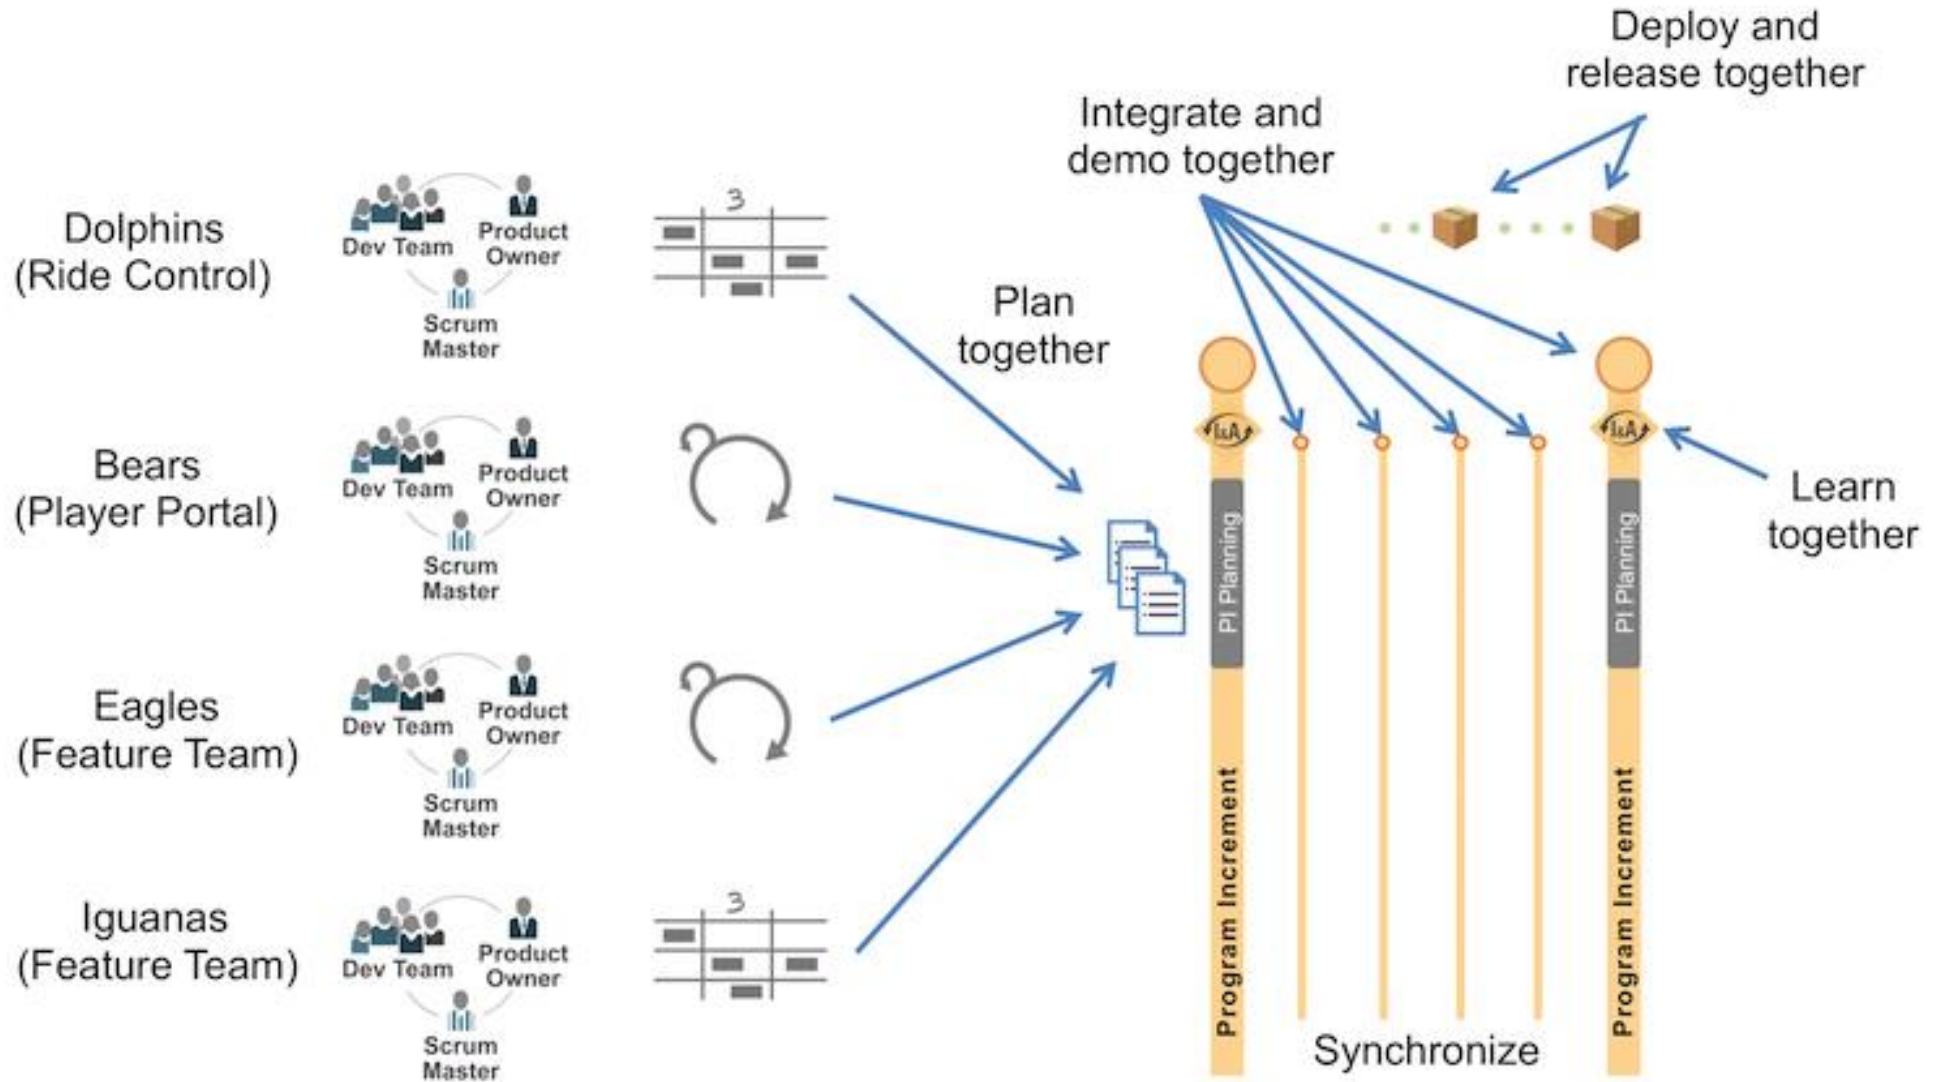 Deploy and
release together
Integrate and
demo together
Plan
together
Dolphins
(Ride Control)
Dev Team
Product
Owner
Scrum
Master
3
Bears
(Player Portal)
Dev Team
Product
Owner
Scrum
Master
Eagles
(Feature Team)
Dev Team
Product
Owner
Scrum
Master
Iguanas
(Feature Team)
Dev Team
Product
Owner
Scrum
Master
3
I&A
PI Planning
Program Increment
Synchronize
I&A
PI Planning
Program Increment
Learn
together